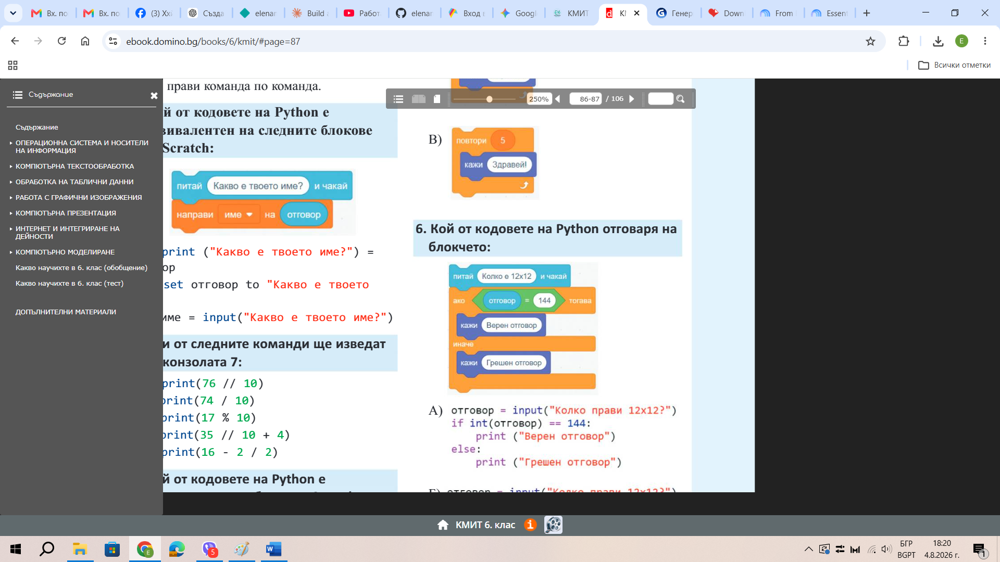 Вх. по
Вх. по
(3) Ххи
Създа
elenan
Build a
Работ
elenan
Вход в
Googl
КМИТ
КМ
Генер
Down
From
Essent
ebook.domino.bg/books/6/kmit/#page=87
E
Всички отметки
Съдържание
Съдържание
ОПЕРАЦИОННА СИСТЕМА И НОСИТЕЛИ
НА ИНФОРМАЦИЯ
КОМПЮТЪРНА ТЕКСТООБРАБОТКА
ОБРАБОТКА НА ТАБЛИЧНИ ДАННИ
РАБОТА С ГРАФИЧНИ ИЗОБРАЖЕНИЯ
КОМПЮТЪРНА ПРЕЗЕНТАЦИЯ
ИНТЕРНЕТ И ИНТЕГРИРАНЕ НА
ДЕЙНОСТИ
КОМПЮТЪРНО МОДЕЛИРАНЕ
Какво научихте в 6. клас (обобщение)
Какво научихте в 6. клас (тест)
ДОПЪЛНИТЕЛНИ МАТЕРИАЛИ
250%
86-87 / 106
прави команда по команда.
й от кодовете на Python е
вивалентен на следните блокове
Scratch:
питай Какво е твоето име? и чакай
направи име на отговор
print ("Какво е твоето име?") =
ор
set отговор to "Какво е твоето
име = input("Какво е твоето име?")
и от следните команди ще изведат
конзолата 7:
print(76 // 10)
print(74 / 10)
print(17 % 10)
print(35 // 10 + 4)
print(16 - 2 / 2)
й от кодовете на Python е
В)
повтори 5
кажи Здравей!
6. Кой от кодовете на Python отговаря на
блокчето:
питай Колко е 12x12 и чакай
ако отговор = 144 тогава
кажи Верен отговор
иначе
кажи Грешен отговор
А) отговор = input("Колко прави 12x12?")
if int(отговор) == 144:
print ("Верен отговор")
else:
print ("Грешен отговор")
Б) отговор = input("Колко прави 12x12?")
КМИТ 6. клас
5
БГР
BGPT
18:20
4.8.2026 г.
1